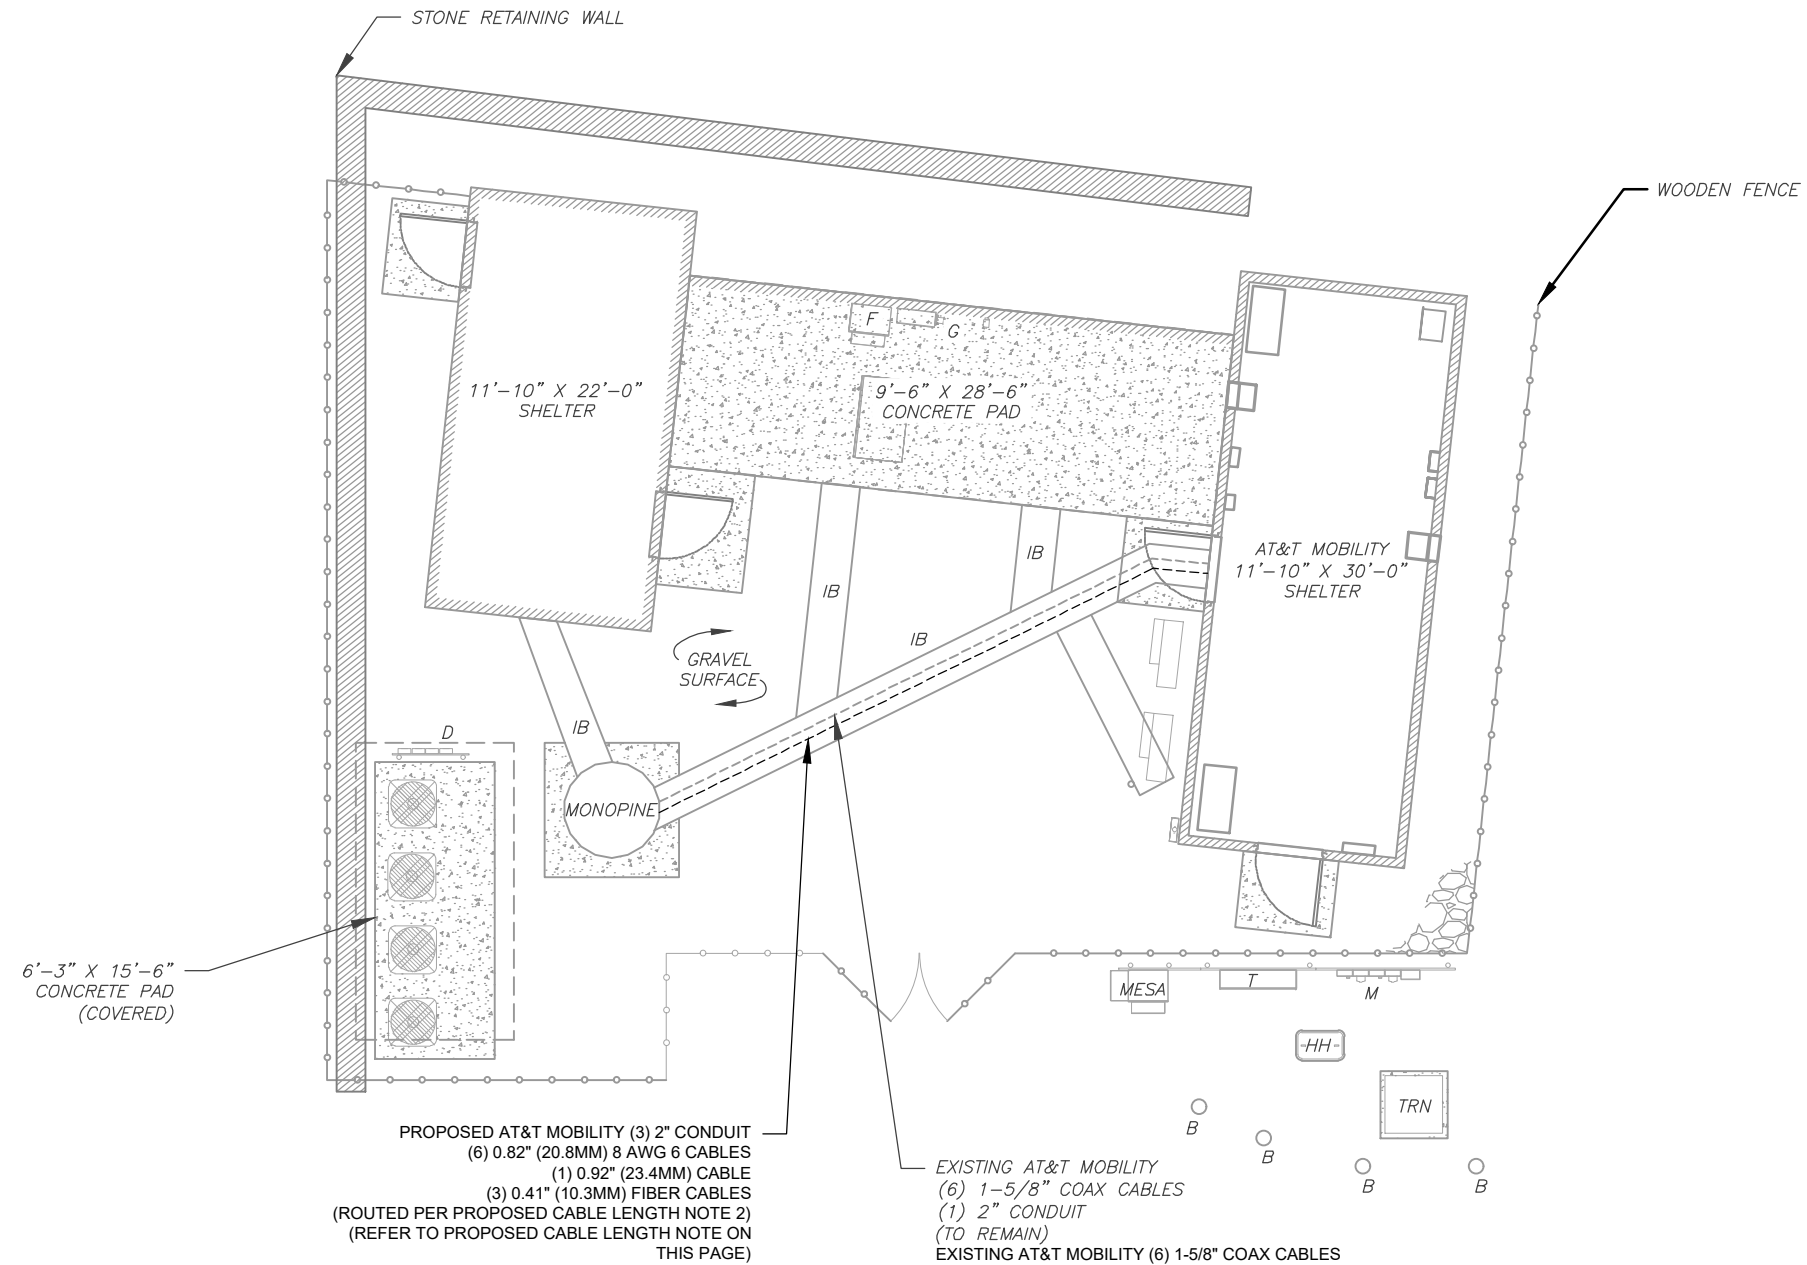 STONE RETAINING WALL
WOODEN FENCE
F
G
11'-10" X 22'-0"
SHELTER
9'-6" X 28'-6"
CONCRETE PAD
AT&T MOBILITY
11'-10" X 30'-0"
SHELTER
IB
IB
IB
GRAVEL
SURFACE
IB
D
MONOPINE
6'-3" X 15'-6"
CONCRETE PAD
(COVERED)
MESA
T
M
HH
TRN
B
B
B
B
PROPOSED AT&T MOBILITY (3) 2" CONDUIT
(6) 0.82" (20.8MM) 8 AWG 6 CABLES
(1) 0.92" (23.4MM) CABLE
(3) 0.41" (10.3MM) FIBER CABLES
(ROUTED PER PROPOSED CABLE LENGTH NOTE 2)
(REFER TO PROPOSED CABLE LENGTH NOTE ON
THIS PAGE)
EXISTING AT&T MOBILITY
(6) 1-5/8" COAX CABLES
(1) 2" CONDUIT
(TO REMAIN)
EXISTING AT&T MOBILITY (6) 1-5/8" COAX CABLES